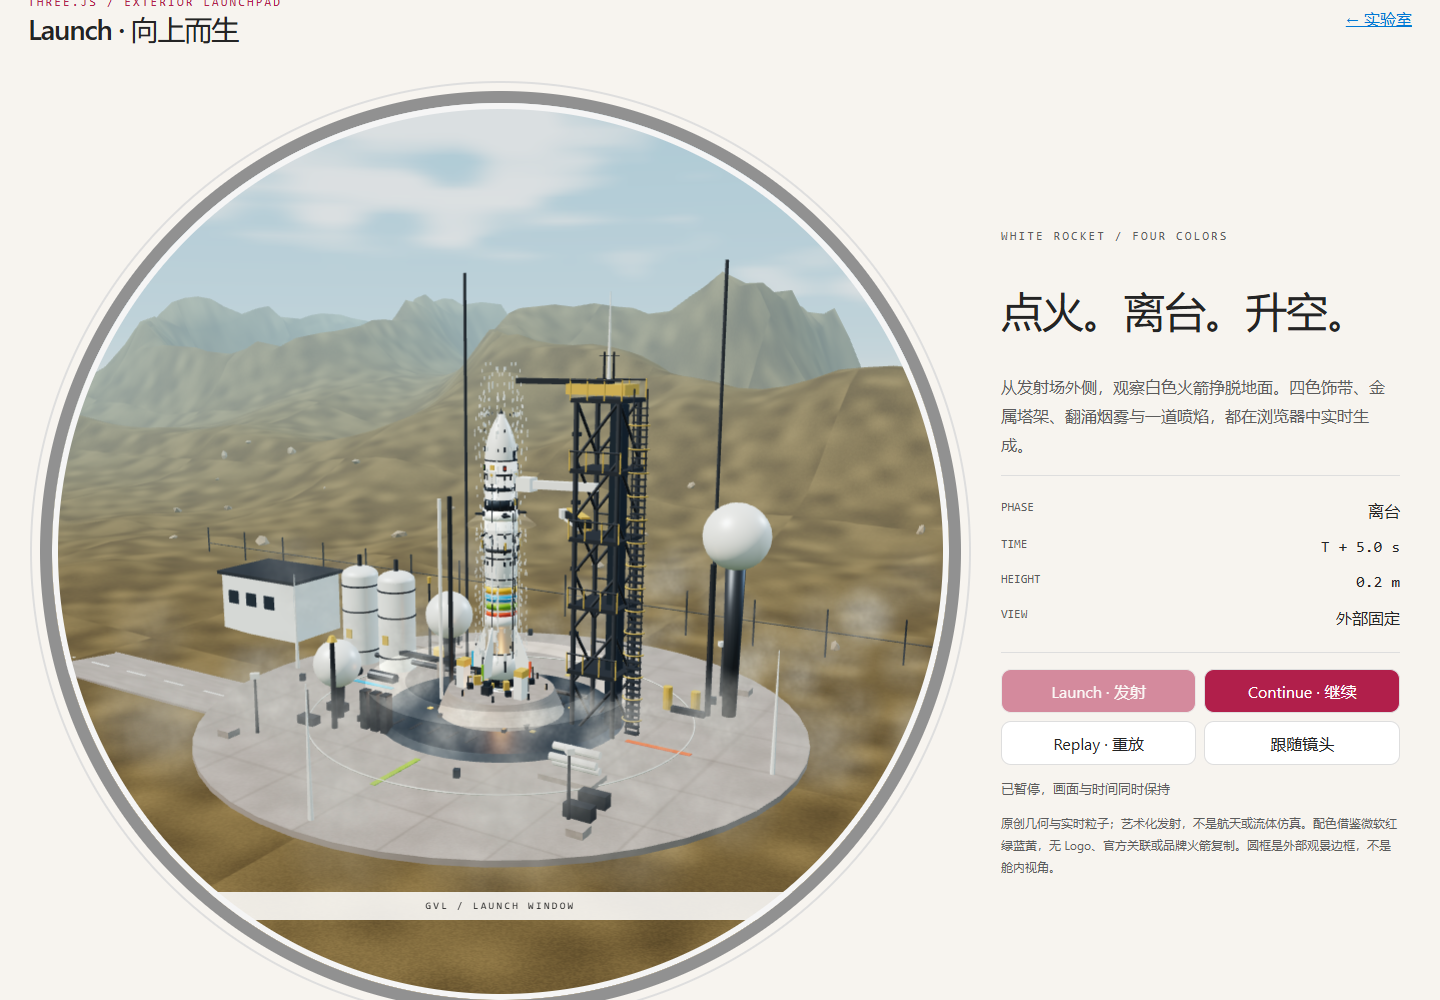 THREE.JS / EXTERIOR LAUNCHPAD
Launch · 向上而生
← 实验室
WHITE ROCKET / FOUR COLORS
点火。离台。升空。
从发射场外侧，观察白色火箭挣脱地面。四色饰带、金
属塔架、翻涌烟雾与一道喷焰，都在浏览器中实时生
成。
PHASE
离台
TIME
T + 5.0 s
HEIGHT
0.2 m
VIEW
外部固定
Launch · 发射
Continue · 继续
Replay · 重放
跟随镜头
已暂停，画面与时间同时保持
原创几何与实时粒子；艺术化发射，不是航天或流体仿真。配色借鉴微软红
绿蓝黄，无 Logo、官方关联或品牌火箭复制。圆框是外部观景边框，不是
舱内视角。
GVL / LAUNCH WINDOW